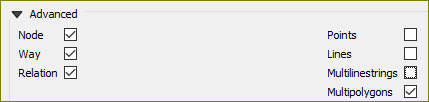 Advanced
Node Points
Way Lines
Relation Multilinestrings
Multipolygons